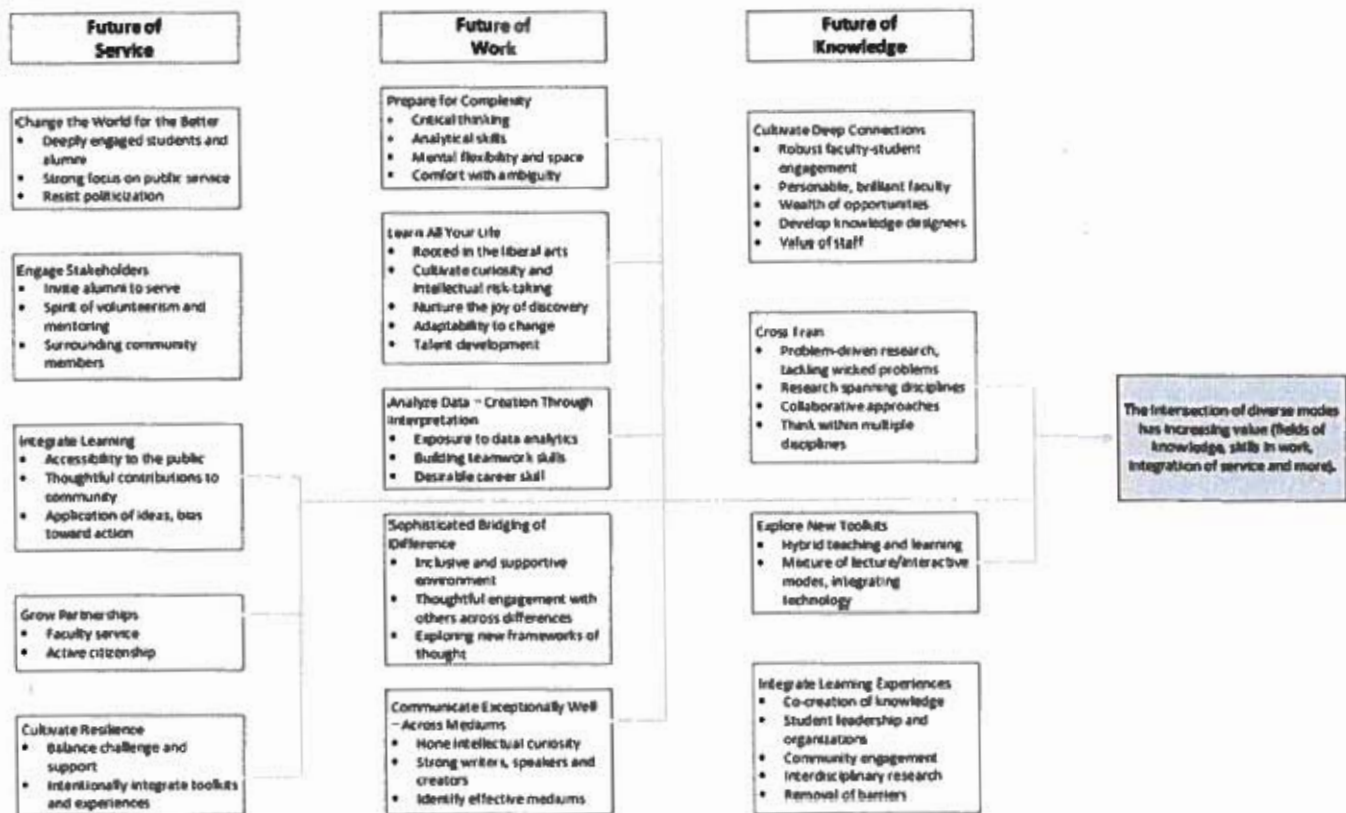 Future of
Service
Change the World for the Better
• Deeply engaged students and
alumni
• Strong focus on public service
• Resist politicization
Engage Stakeholders
• Invite alumni to serve
• Spirit of volunteerism and
mentoring
• Surrounding community
members
Integrate Learning
• Accessibility to the public
• Thoughtful contributions to
community
• Application of ideas, bias
toward action
Grow Partnerships
• Faculty service
• Active citizenship
Cultivate Resilience
• Balance challenge and
support
• Intentionally integrate toolkits
and experiences
Future of
Work
Prepare for Complexity
• Critical thinking
• Analytical skills
• Mental flexibility and space
• Comfort with ambiguity
Learn All Your Life
• Rooted in the liberal arts
• Cultivate curiosity and
intellectual risk-taking
• Nurture the joy of discovery
• Adaptability to change
• Talent development
Analyze Data – Creation Through
Interpretation
• Exposure to data analytics
• Building teamwork skills
• Desirable career skill
Sophisticated Bridging of
Difference
• Inclusive and supportive
environment
• Thoughtful engagement with
others across differences
• Exploring new frameworks of
thought
Communicate Exceptionally Well
– Across Mediums
• Hone intellectual curiosity
• Strong writers, speakers and
creators
• Identify effective mediums
Future of
Knowledge
Cultivate Deep Connections
• Robust faculty-student
engagement
• Personable, brilliant faculty
• Wealth of opportunities
• Develop knowledge designers
• Value of staff
Cross Train
• Problem-driven research,
tackling wicked problems
• Research spanning disciplines
• Collaborative approaches
• Think within multiple
disciplines
Explore New Toolkits
• Hybrid teaching and learning
• Mixture of lecture/interactive
modes, integrating
technology
Integrate Learning Experiences
• Co-creation of knowledge
• Student leadership and
organizations
• Community engagement
• Interdisciplinary research
• Removal of barriers
The intersection of diverse modes
has increasing value (fields of
knowledge, skills in work,
integration of service and more).